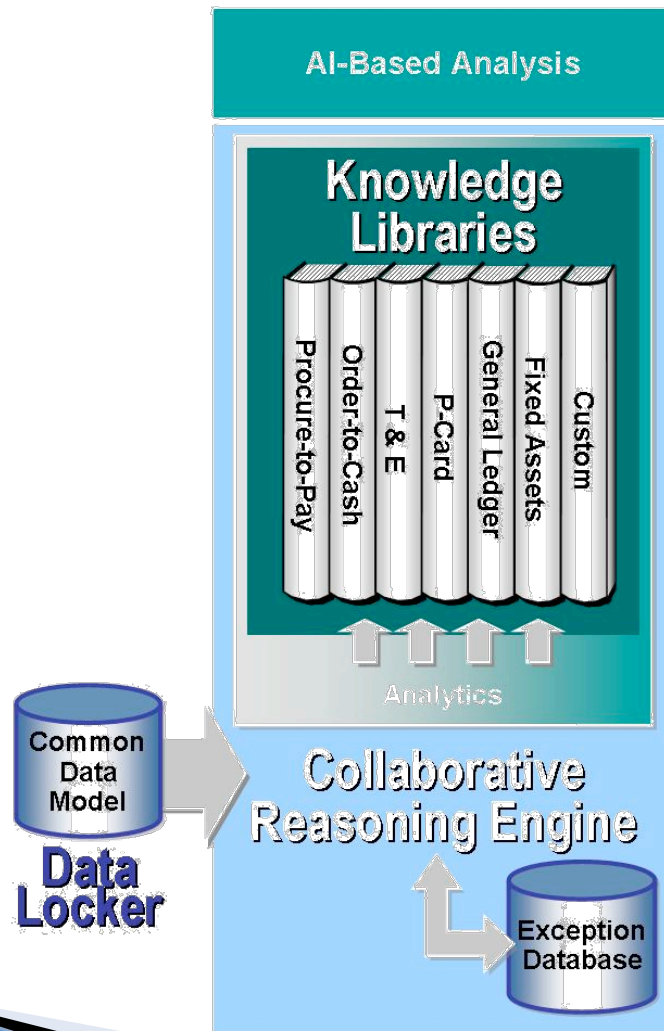 AI-Based Analysis
Knowledge
Libraries
Procure-to-Pay
Order-to-Cash
T & E
P-Card
General Ledger
Fixed Assets
Custom
Analytics
Common
Data
Model
Data
Locker
Collaborative
Reasoning Engine
Exception
Database